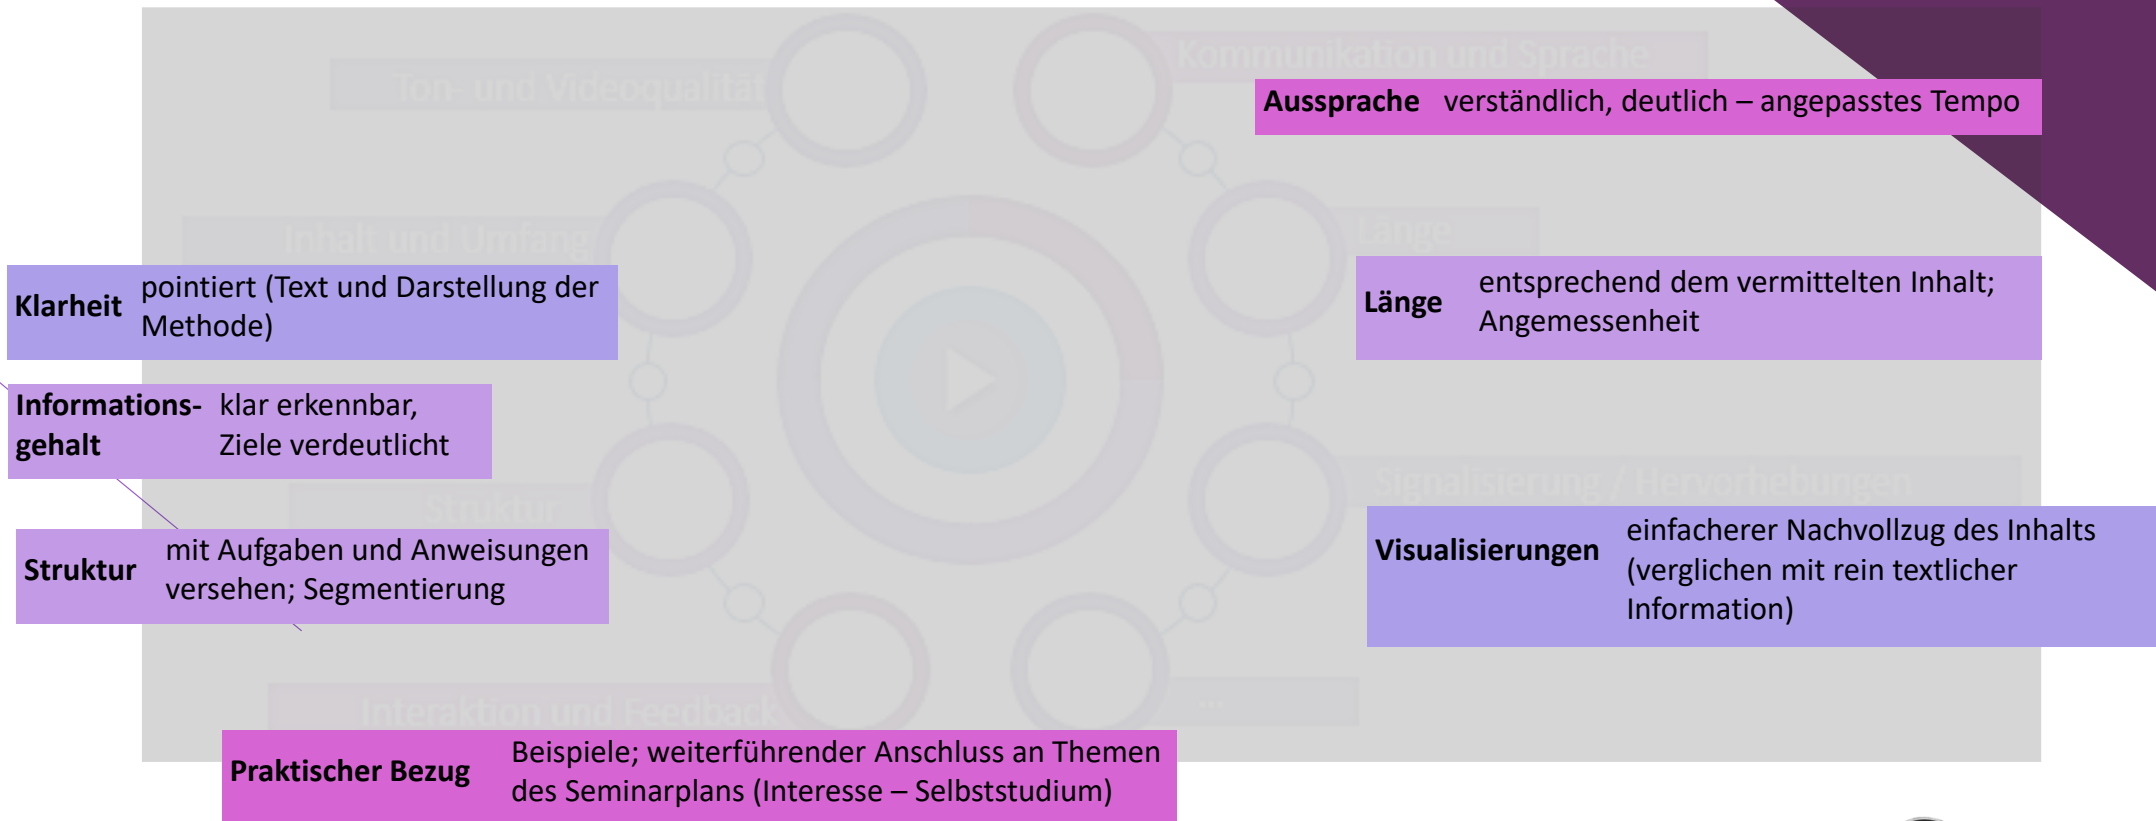 Ton- und Videoqualität
Kommunikation und Sprache
Aussprache verständlich, deutlich – angepasstes Tempo
Inhalt und Umfang
Klarheit pointiert (Text und Darstellung der
Methode)
Informations- klar erkennbar,
gehalt Ziele verdeutlicht
Struktur
Struktur mit Aufgaben und Anweisungen
versehen; Segmentierung
Länge
Länge entsprechend dem vermittelten Inhalt;
Angemessenheit
Signalisierung / Hervorhebungen
Visualisierungen einfacherer Nachvollzug des Inhalts
(verglichen mit rein textlicher
Information)
Interaktion und Feedback
...
Praktischer Bezug Beispiele; weiterführender Anschluss an Themen
des Seminarplans (Interesse – Selbststudium)